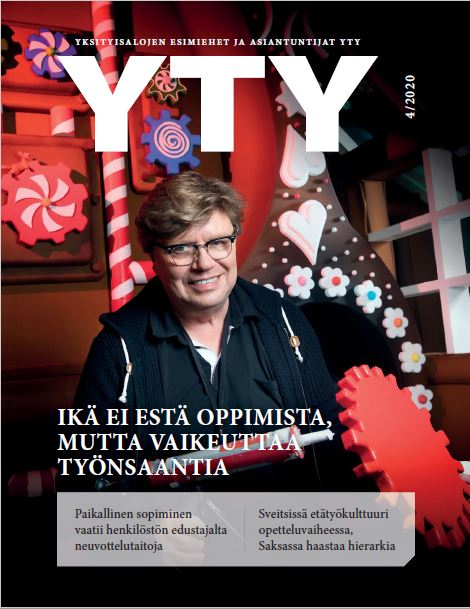 YKSITYISALOJEN ESIMIEHET JA ASIANTUNTIJAT YTY
YTY
4/2020
IKÄ EI ESTÄ OPPIMISTA,
MUTTA VAIKEUTTAA
TYÖNSAANTIA
Paikallinen sopiminen
vaatii henkilöstön edustajalta
neuvottelutaitoja
Sveitsissä etätyökulttuuri
opetteluvaiheessa,
Saksassa haastaa hierarkia